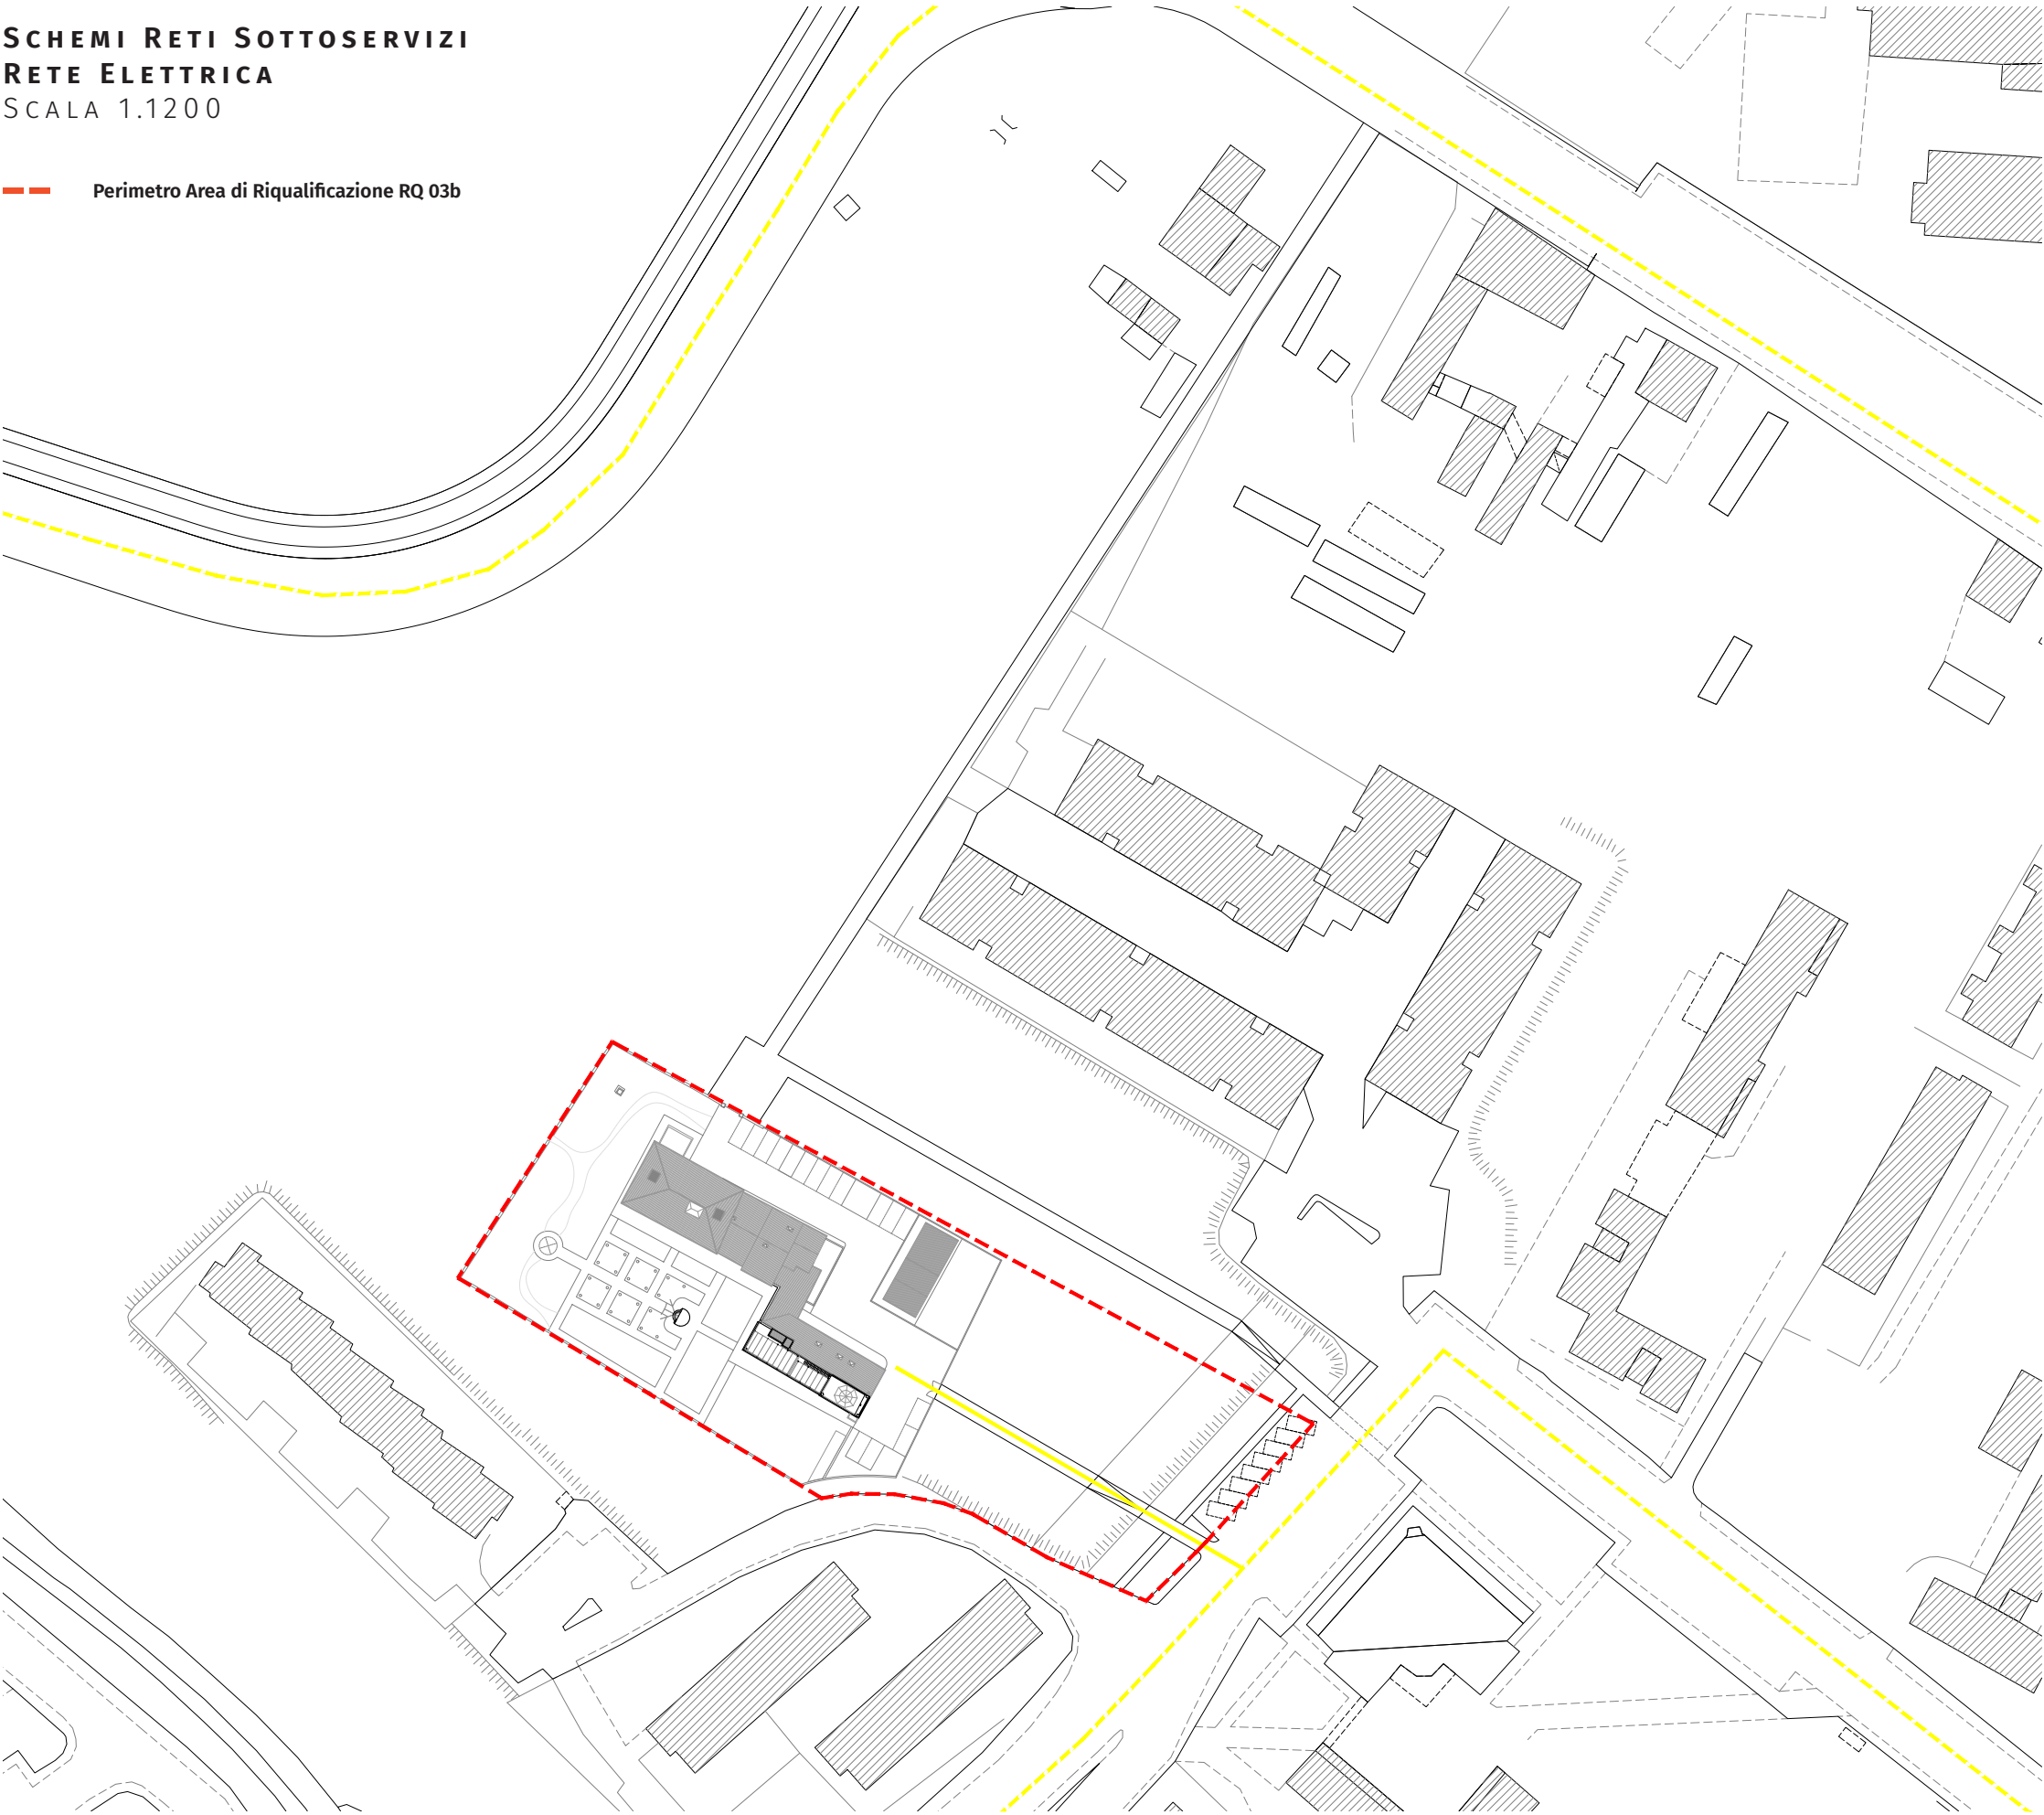 SCHEMI RETI SOTTOSERVIZI
RETE ELETTRICA
SCALA 1.1200
Perimetro Area di Riqualificazione RQ 03b